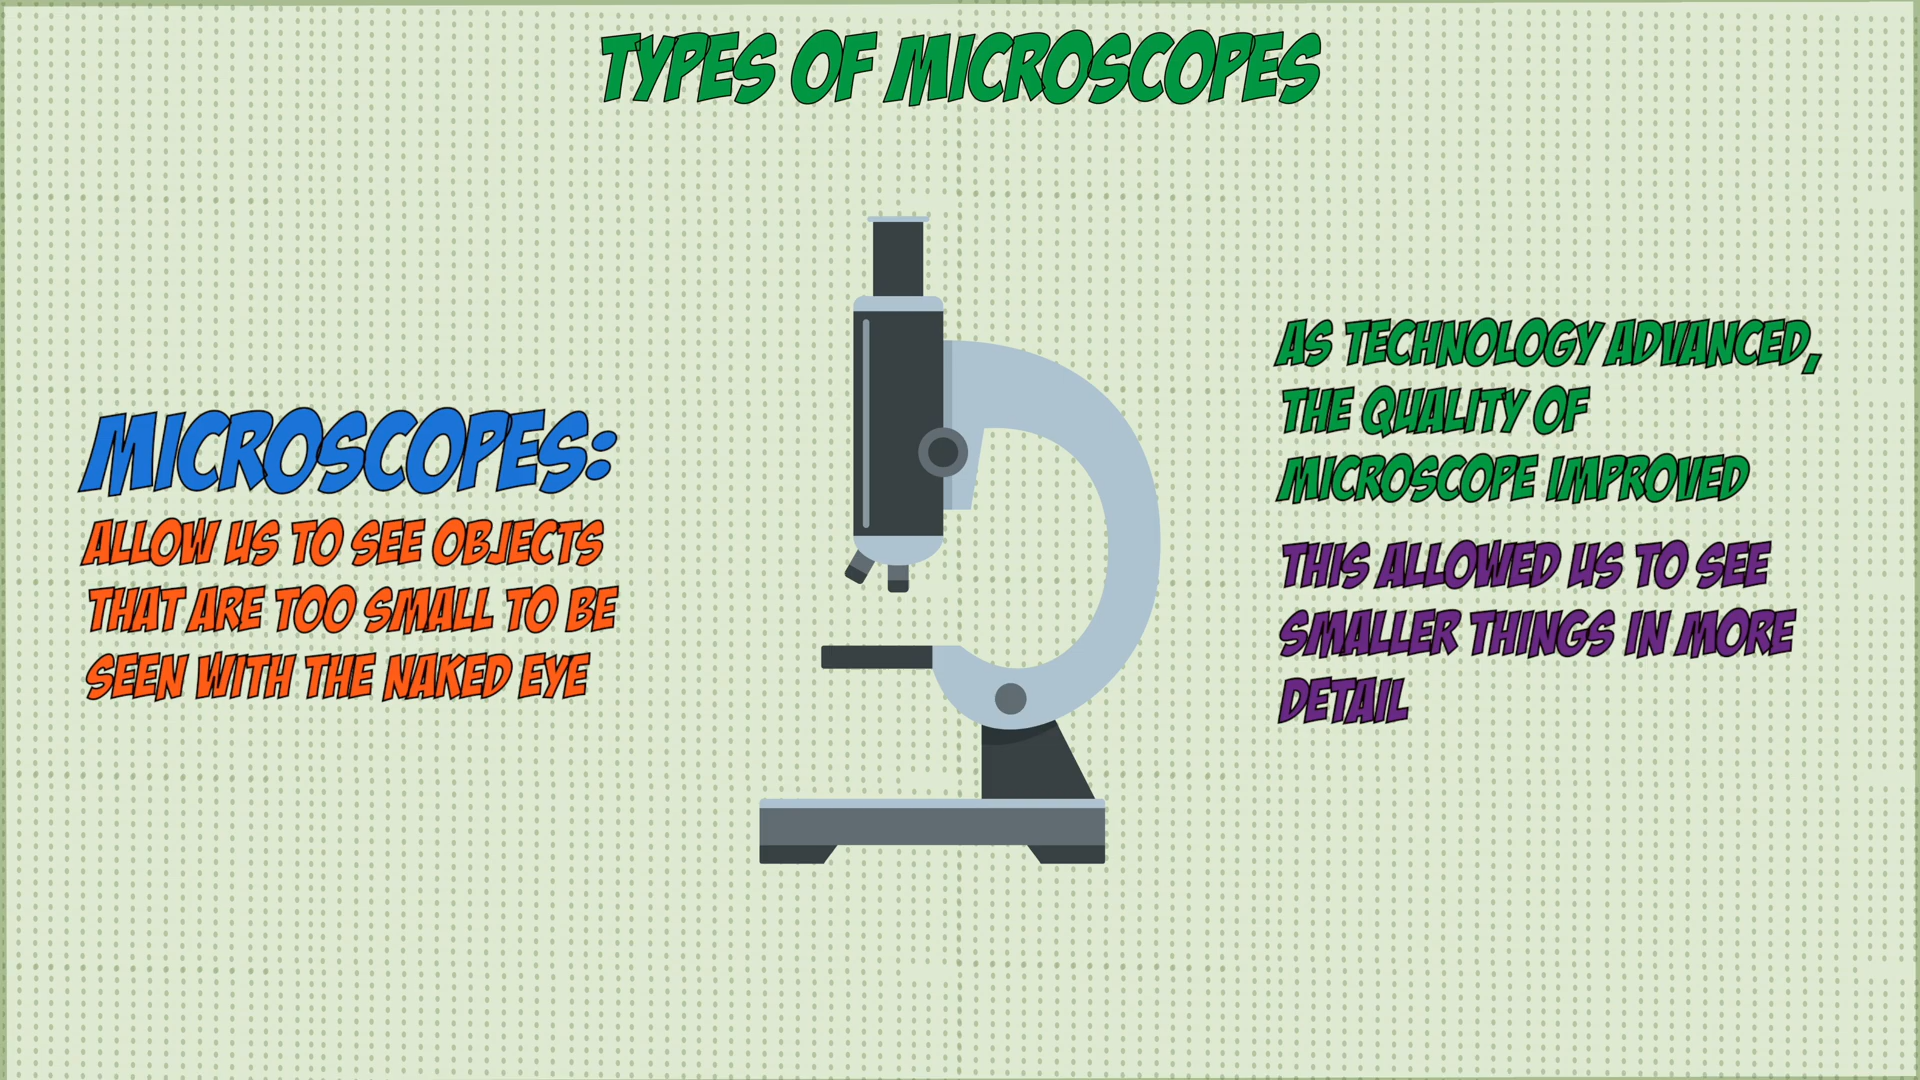 TYPES OF MICROSCOPES
MICROSCOPES:
ALLOW US TO SEE OBJECTS
THAT ARE TOO SMALL TO BE
SEEN WITH THE NAKED EYE
AS TECHNOLOGY ADVANCED,
THE QUALITY OF
MICROSCOPE IMPROVED
THIS ALLOWED US TO SEE
SMALLER THINGS IN MORE
DETAIL